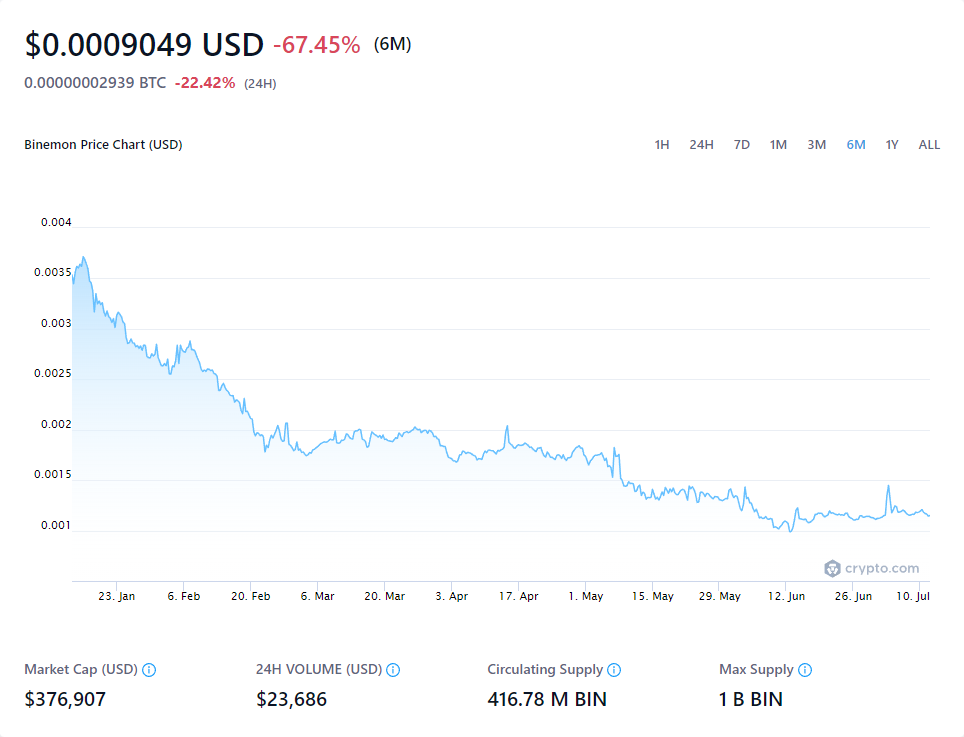 $0.0009049 USD -67.45% (6M)
0.00000002939 BTC -22.42% (24H)
Binemon Price Chart (USD) 1H 24H 7D 1M 3M 6M 1Y ALL
0.004
0.0035
0.003
0.0025
0.002
0.0015
0.001
crypto.com
23. Jan 6. Feb 20. Feb 6. Mar 20. Mar 3. Apr 17. Apr 1. May 15. May 29. May 12. Jun 26. Jun 10. Jul
Market Cap (USD) 24H VOLUME (USD) Circulating Supply Max Supply
$376,907 $23,686 416.78 M BIN 1 B BIN